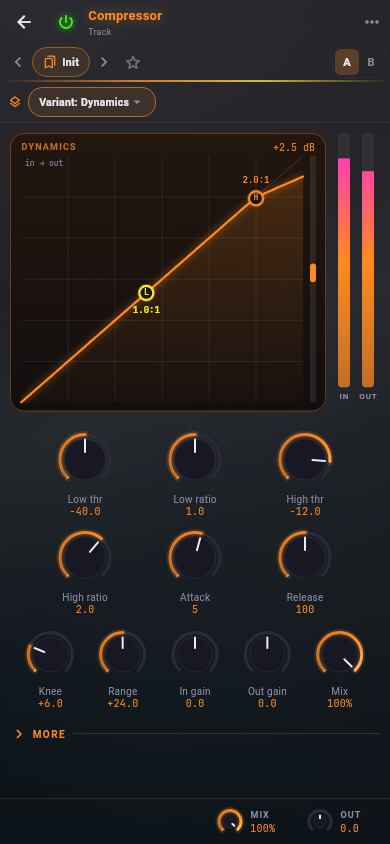 Compressor
Track
Init
A
B
Variant: Dynamics
DYNAMICS
+2.5 dB
in → out
2.0:1
H
L
1.0:1
IN
OUT
Low thr
-40.0
Low ratio
1.0
High thr
-12.0
High ratio
2.0
Attack
5
Release
100
Knee
+6.0
Range
+24.0
In gain
0.0
Out gain
0.0
Mix
100%
MORE
MIX
100%
OUT
0.0